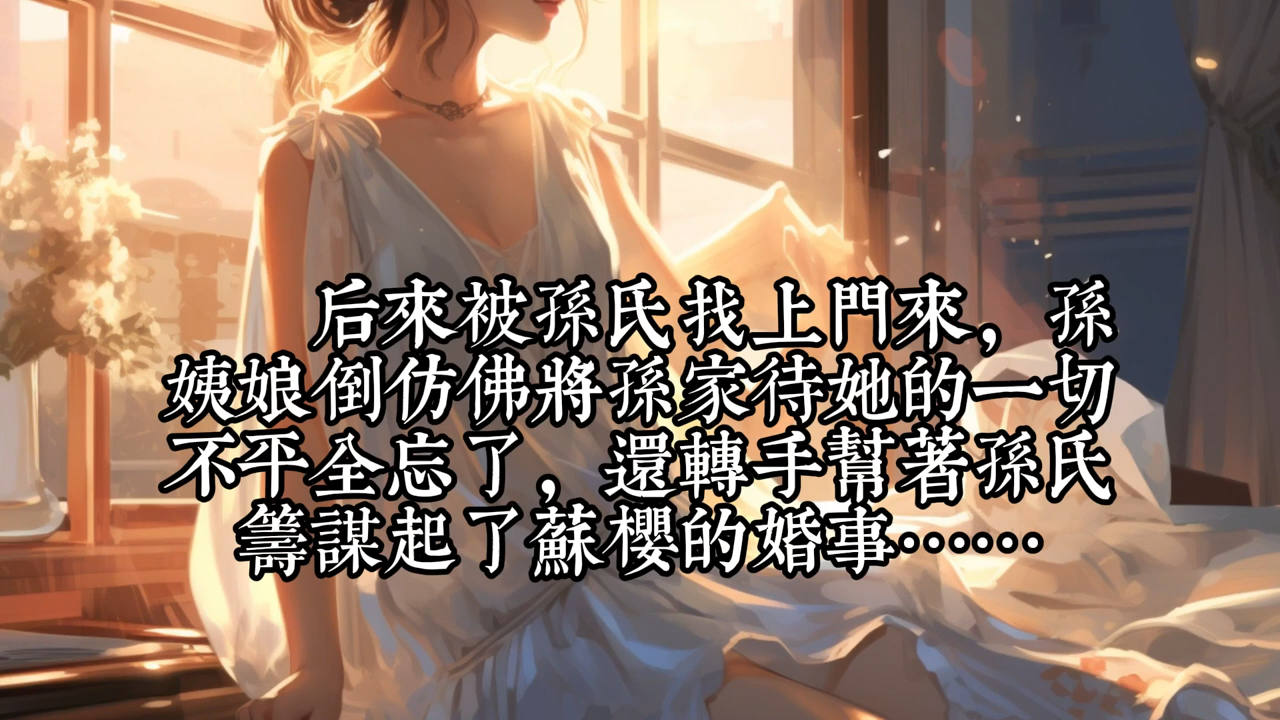 后來被孫氏找上門來，孫
姨娘倒仿佛將孫家待她的一切
不平全忘了，還轉手幫著孫氏
籌謀起了蘇櫻的婚事……